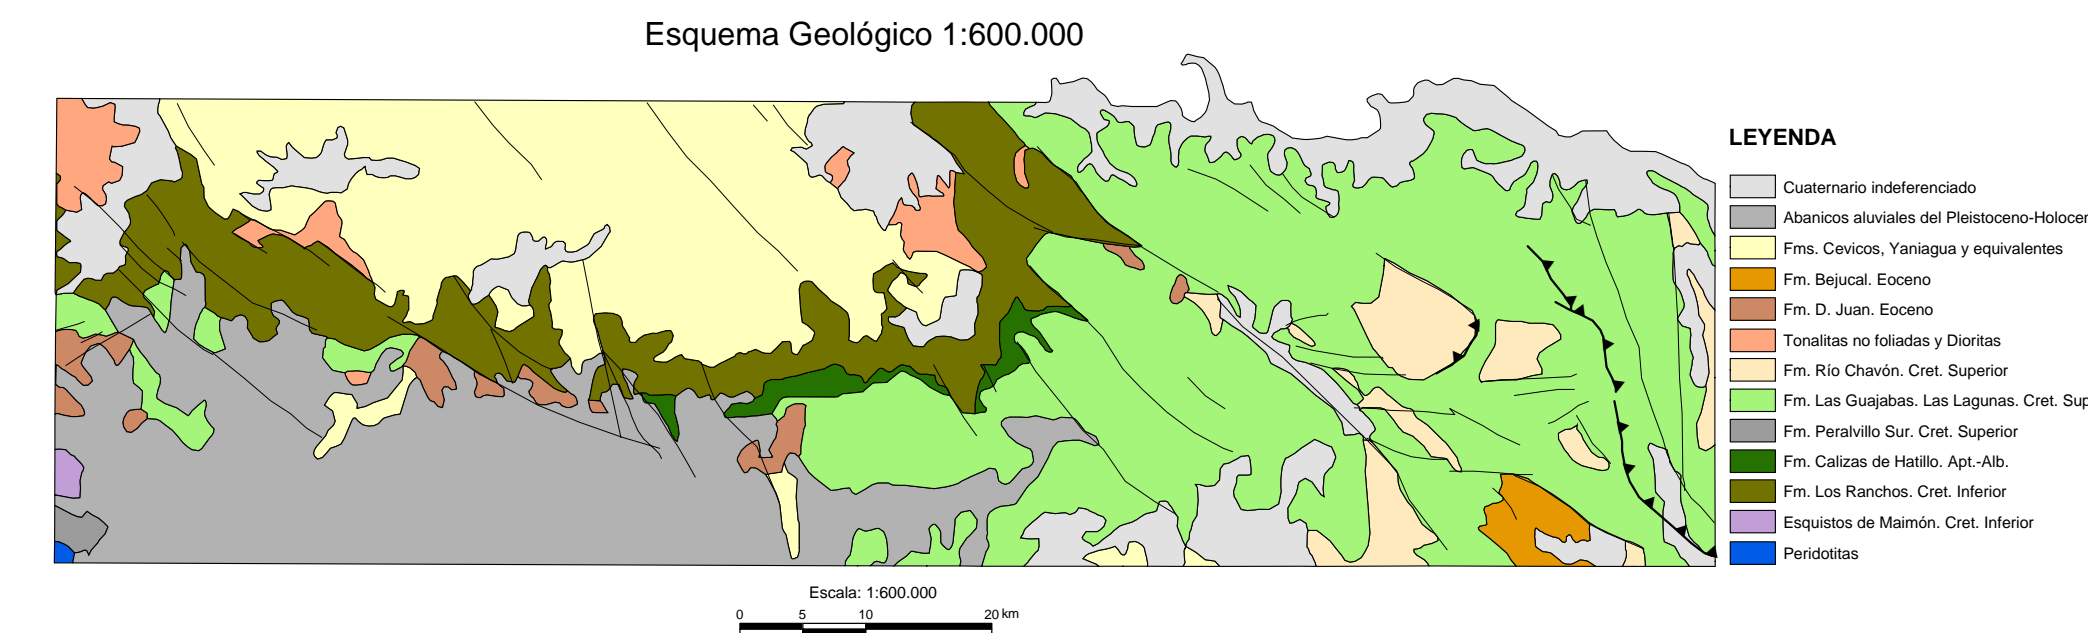 Esquema Geológico 1:600.000
LEYENDA
Cuaternario indeferenciado
Abanicos aluviales del Pleistoceno-Holocen
Fms. Cevicos, Yaniagua y equivalentes
Fm. Bejucal. Eoceno
Fm. D. Juan. Eoceno
Tonalitas no foliadas y Dioritas
Fm. Río Chavón. Cret. Superior
Fm. Las Guajabas. Las Lagunas. Cret. Sup
Fm. Peralvillo Sur. Cret. Superior
Fm. Calizas de Hatillo. Apt.-Alb.
Fm. Los Ranchos. Cret. Inferior
Esquistos de Maimón. Cret. Inferior
Peridotitas
Escala: 1:600.000
0 5 10 20 km